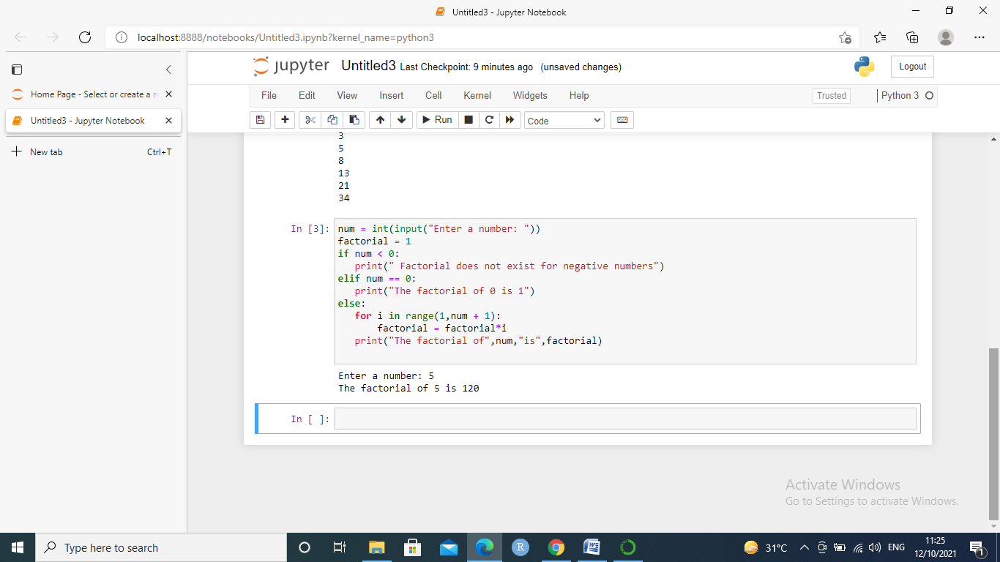 Untitled3 - Jupyter Notebook
localhost:8888/notebooks/Untitled3.ipynb?kernel_name=python3
Home Page - Select or create a n
Untitled3 - Jupyter Notebook
New tab Ctrl+T
jupyter Untitled3 Last Checkpoint: 9 minutes ago (unsaved changes) Logout
File Edit View Insert Cell Kernel Widgets Help Trusted Python 3
Run Code
3
5
8
13
21
34
In [3]: num = int(input("Enter a number: "))
factorial = 1
if num < 0:
   print(" Factorial does not exist for negative numbers")
elif num == 0:
   print("The factorial of 0 is 1")
else:
   for i in range(1,num + 1):
       factorial = factorial*i
   print("The factorial of",num,"is",factorial)
Enter a number: 5
The factorial of 5 is 120
In [ ]:
Activate Windows
Go to Settings to activate Windows.
Type here to search
R
W
31°C
ENG
11:25
12/10/2021
1